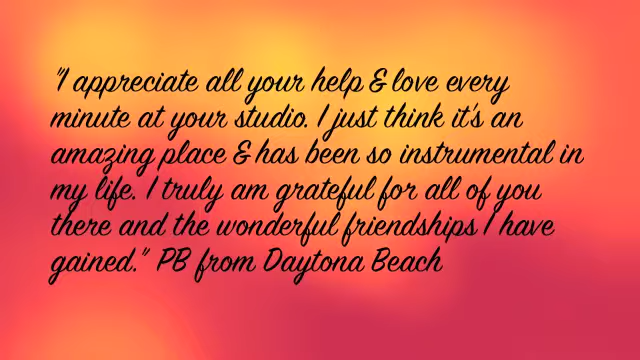 "I appreciate all your help & love every
minute at your studio. I just think it's an
amazing place & has been so instrumental in
my life. I truly am grateful for all of you
there and the wonderful friendships I have
gained." PB from Daytona Beach